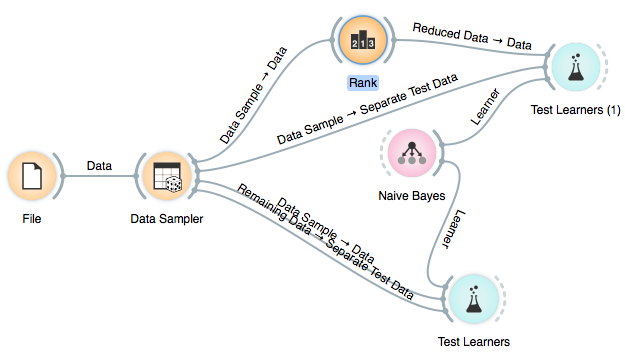 Reduced Data → Data
213
Rank
Data Sample → Data
Data Sample → Separate Test Data
Test Learners (1)
Learner
Data
Naive Bayes
File
Data Sampler
Data Sample → Data
Remaining Data → Separate Test Data
Learner
Test Learners